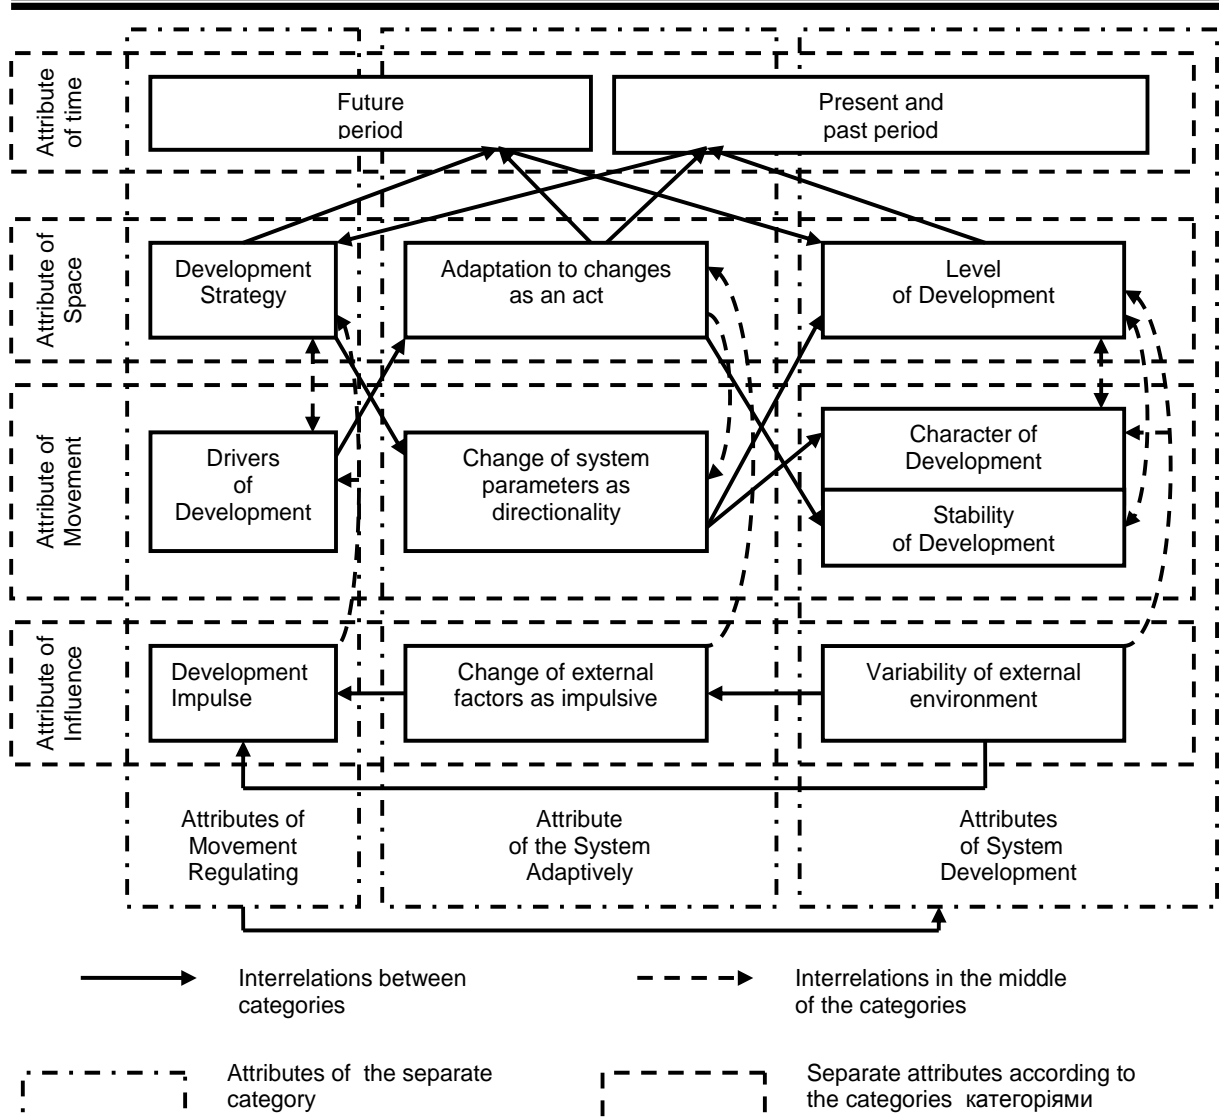 Attribute
of time
Future
period
Present and
past period
Attribute of
Space
Development
Strategy
Adaptation to changes
as an act
Level
of Development
Attribute of
Movement
Drivers
of
Development
Change of system
parameters as
directionality
Character of
Development
Stability
of Development
Attribute of
Influence
Development
Impulse
Change of external
factors as impulsive
Variability of external
environment
Attributes of
Movement
Regulating
Attribute
of the System
Adaptively
Attributes
of System
Development
Interrelations between
categories
Interrelations in the middle
of the categories
Attributes of the separate
category
Separate attributes according to
the categories категоріями